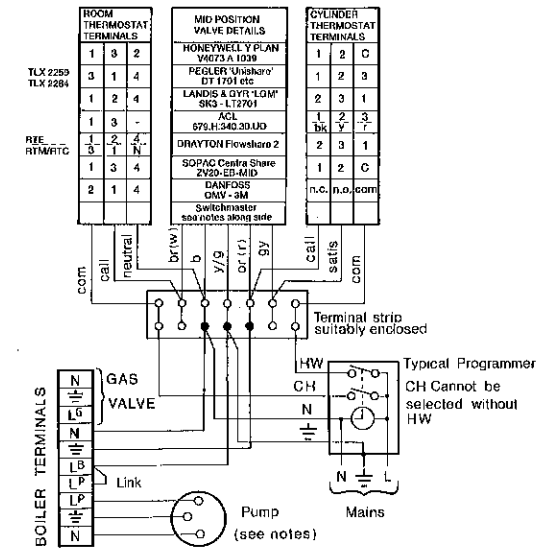 ROOM THERMOSTAT TERMINALS
MID POSITION VALVE DETAILS
CYLINDER THERMOSTAT TERMINALS
1 3 2
HONEYWELL Y PLAN V4073 A 1039
1 2 C
TLX 2259
TLX 2284
3 1 4
PEGLER 'Unishare' DT 1701 etc
1 2 3
1 2 4
LANDIS & GYR 'LGM' SK3 - LT2701
2 3 1
1 3 -
ACL 679.H:340.30.UO
1 2 3
bk y r
RTE
RTM/RTC
1 2 4
3 1 N
DRAYTON Flowshare 2
2 3 1
1 3 4
SOPAC Centra Share ZV20-EB-MID
1 2 C
2 1 4
DANFOSS OMV - 3M
n.c. n.o. com
Switchmaster see notes along side
com
call
neutral
br(w)
b
y/g
or(r)
gy
call
satis
com
Terminal strip suitably enclosed
HW
CH
N
Typical Programmer
CH Cannot be selected without HW
N L
Mains
BOILER TERMINALS
N
LG
GAS VALVE
N
LB
LP
Link
LP
N
Pump
(see notes)